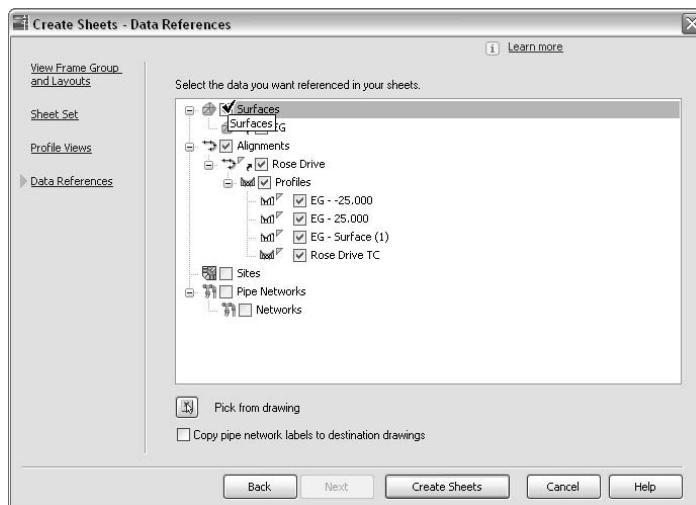 Create Sheets - Data References
Learn more
View Frame Group
and Layouts
Sheet Set
Profile Views
Data References
Select the data you want referenced in your sheets.
Surfaces
Surfaces
EG
Alignments
Rose Drive
Profiles
EG - -25.000
EG - 25.000
EG - Surface (1)
Rose Drive TC
Sites
Pipe Networks
Networks
Pick from drawing
Copy pipe network labels to destination drawings
Back
Next
Create Sheets
Cancel
Help